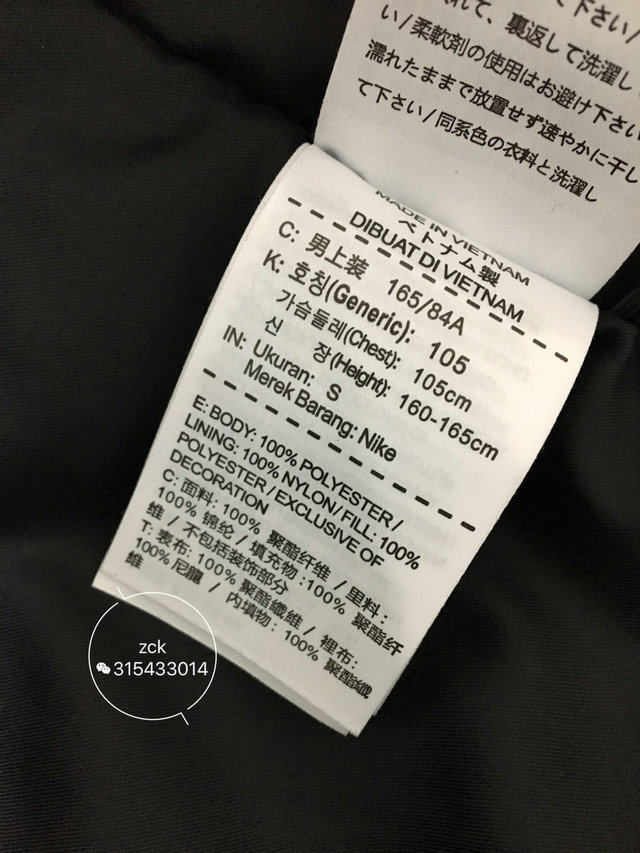 て下さい/
れて、裏返して洗濯し
い/柔軟剤の使用はお避け下さい
濡れたままで放置せず速やかに干し
て下さい/同系色の衣料と洗濯し
MADE IN VIETNAM
ベトナム製
DIBUAT DI VIETNAM
C: 男上装 165/84A
K: 호칭(Generic): 105
가슴둘레(Chest): 105cm
신 장(Height): 160-165cm
IN: Ukuran: S
Merek Barang: Nike
E: BODY: 100% POLYESTER /
LINING: 100% NYLON / FILL: 100%
POLYESTER / EXCLUSIVE OF
DECORATION
C: 面料: 100% 聚酯纤维 / 里料:
100% 锦纶 / 填充物 :100% 聚酯纤
维 / 不包括装饰部分
T: 表布: 100% 聚酯纖維 / 裡布:
100% 尼龍 / 內填物: 100% 聚酯纖
維
zck
315433014